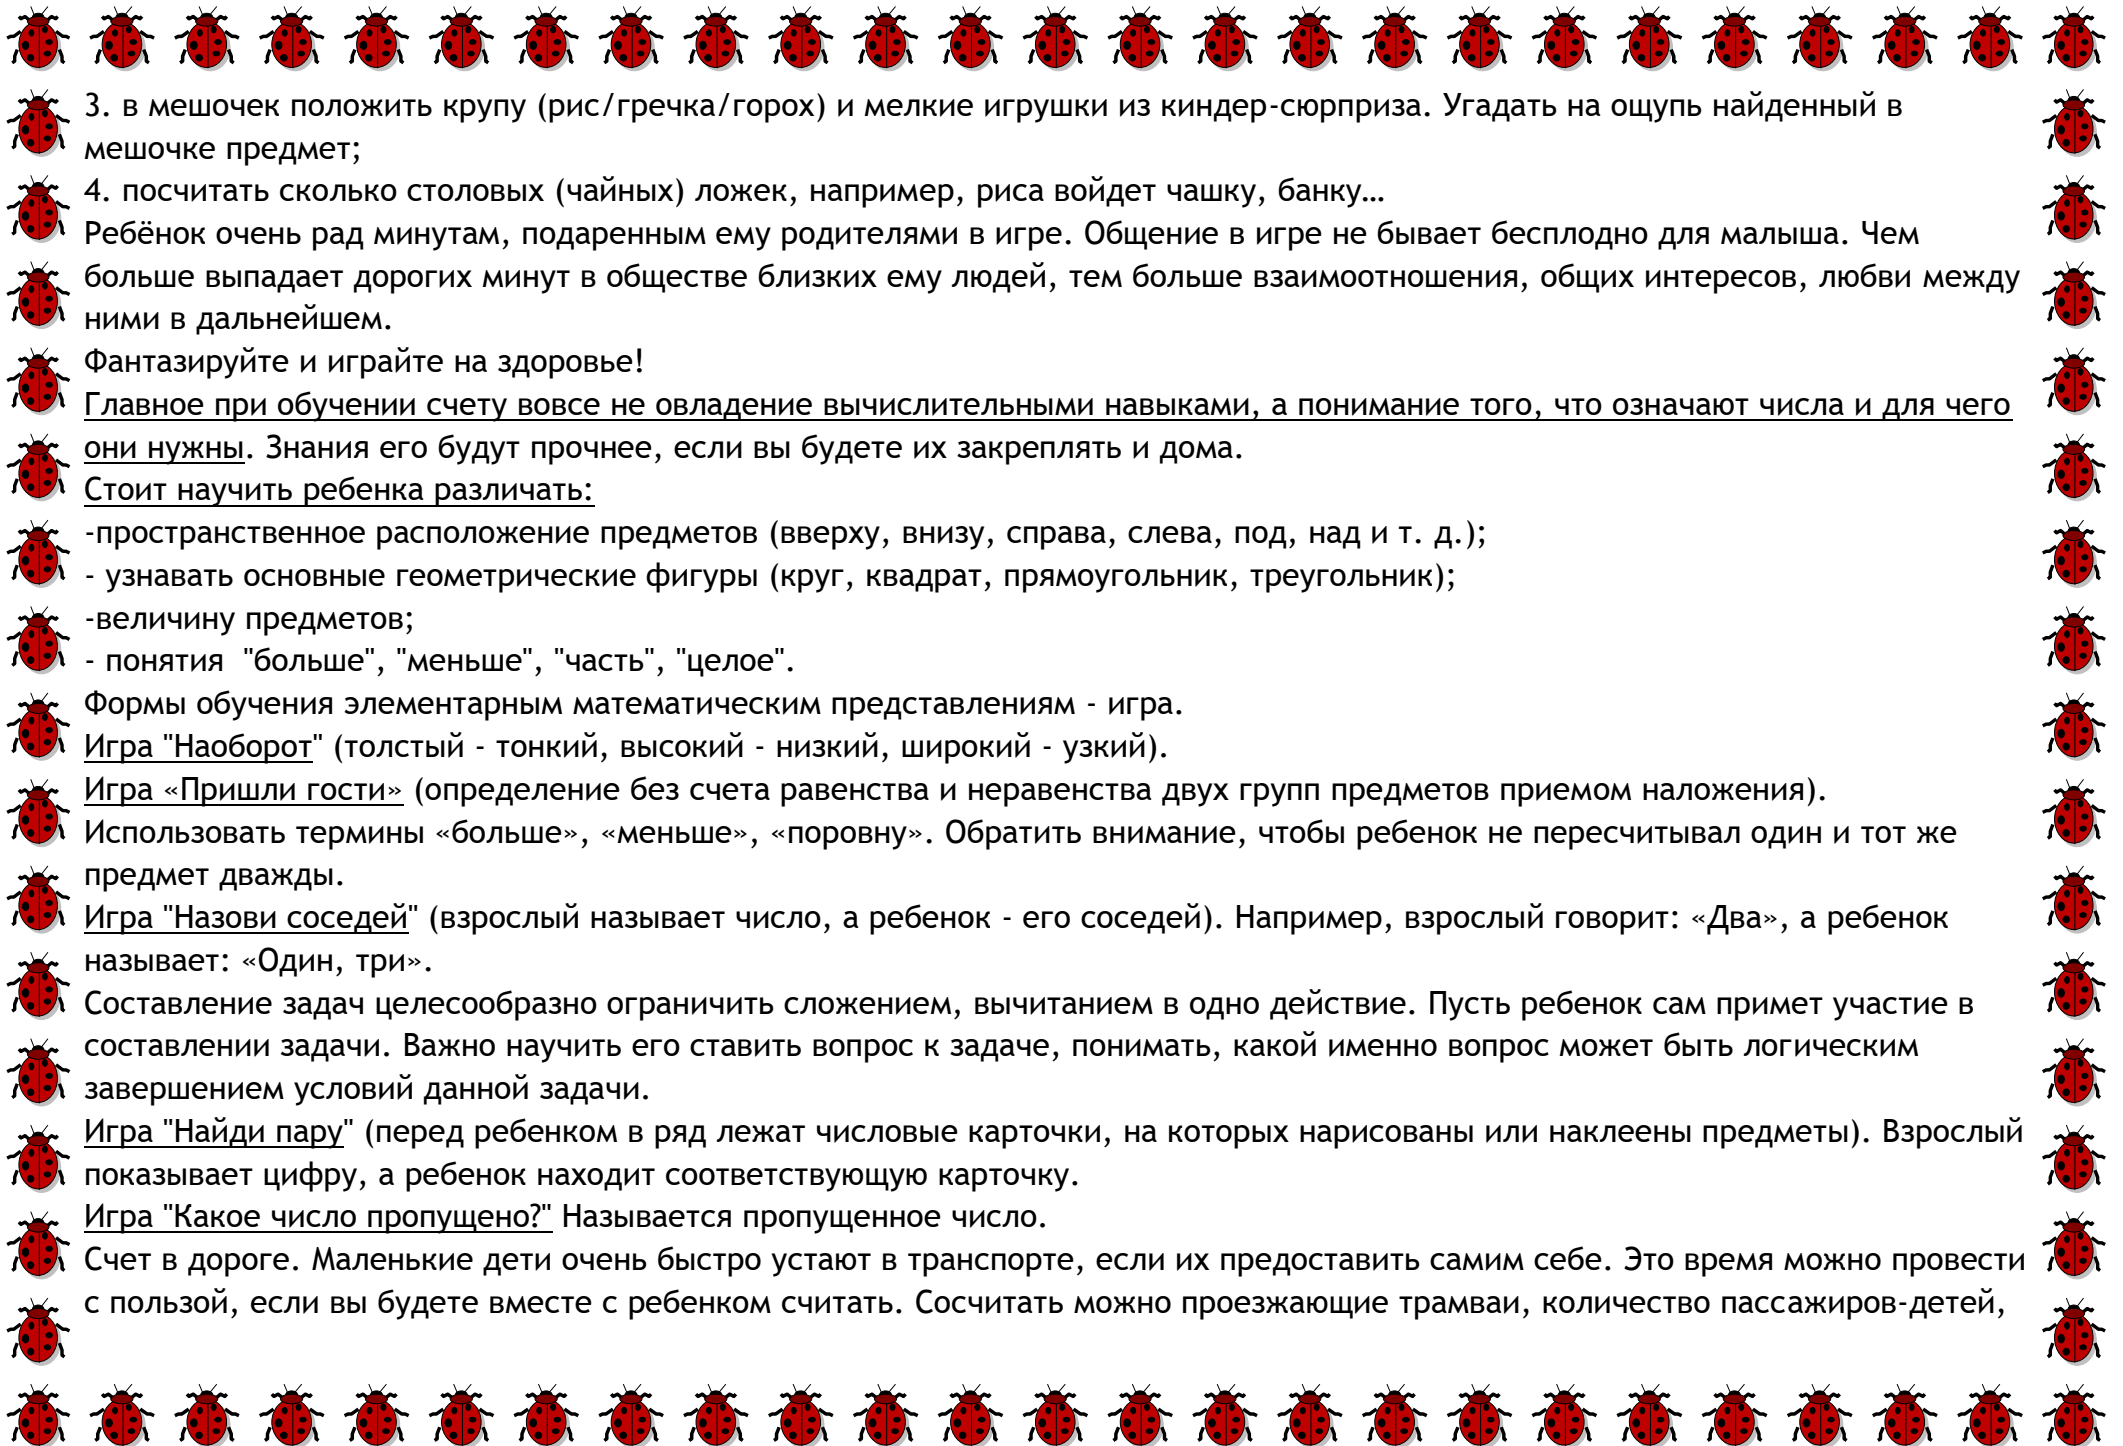 3. в мешочек положить крупу (рис/гречка/горох) и мелкие игрушки из киндер-сюрприза. Угадать на ощупь найденный в
мешочке предмет;
4. посчитать сколько столовых (чайных) ложек, например, риса войдет чашку, банку…
Ребёнок очень рад минутам, подаренным ему родителями в игре. Общение в игре не бывает бесплодно для малыша. Чем
больше выпадает дорогих минут в обществе близких ему людей, тем больше взаимоотношения, общих интересов, любви между
ними в дальнейшем.
Фантазируйте и играйте на здоровье!
Главное при обучении счету вовсе не овладение вычислительными навыками, а понимание того, что означают числа и для чего
они нужны. Знания его будут прочнее, если вы будете их закреплять и дома.
Стоит научить ребенка различать:
-пространственное расположение предметов (вверху, внизу, справа, слева, под, над и т. д.);
- узнавать основные геометрические фигуры (круг, квадрат, прямоугольник, треугольник);
-величину предметов;
- понятия  "больше", "меньше", "часть", "целое".
Формы обучения элементарным математическим представлениям - игра.
Игра "Наоборот" (толстый - тонкий, высокий - низкий, широкий - узкий).
Игра «Пришли гости» (определение без счета равенства и неравенства двух групп предметов приемом наложения).
Использовать термины «больше», «меньше», «поровну». Обратить внимание, чтобы ребенок не пересчитывал один и тот же
предмет дважды.
Игра "Назови соседей" (взрослый называет число, а ребенок - его соседей). Например, взрослый говорит: «Два», а ребенок
называет: «Один, три».
Составление задач целесообразно ограничить сложением, вычитанием в одно действие. Пусть ребенок сам примет участие в
составлении задачи. Важно научить его ставить вопрос к задаче, понимать, какой именно вопрос может быть логическим
завершением условий данной задачи.
Игра "Найди пару" (перед ребенком в ряд лежат числовые карточки, на которых нарисованы или наклеены предметы). Взрослый
показывает цифру, а ребенок находит соответствующую карточку.
Игра "Какое число пропущено?" Называется пропущенное число.
Счет в дороге. Маленькие дети очень быстро устают в транспорте, если их предоставить самим себе. Это время можно провести
с пользой, если вы будете вместе с ребенком считать. Сосчитать можно проезжающие трамваи, количество пассажиров-детей,